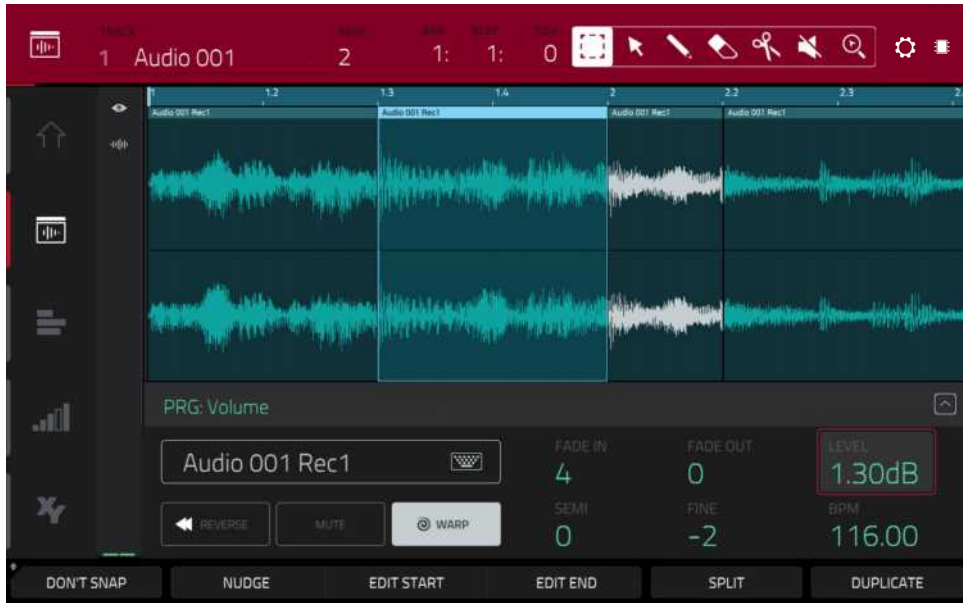 TRACK
1 Audio 001
2
1: 1: 0
1 1.2 1.3 1.4 2 2.2 2.3
Audio 001 Rec1 Audio 001 Rec1 Audio 001 Rec1 Audio 001 Rec1
PRG: Volume
Audio 001 Rec1
FADE IN FADE OUT LEVEL
4 0 1.30dB
REVERSE MUTE WARP
SEMI FINE BPM
0 -2 116.00
XY
DON'T SNAP NUDGE EDIT START EDIT END SPLIT DUPLICATE